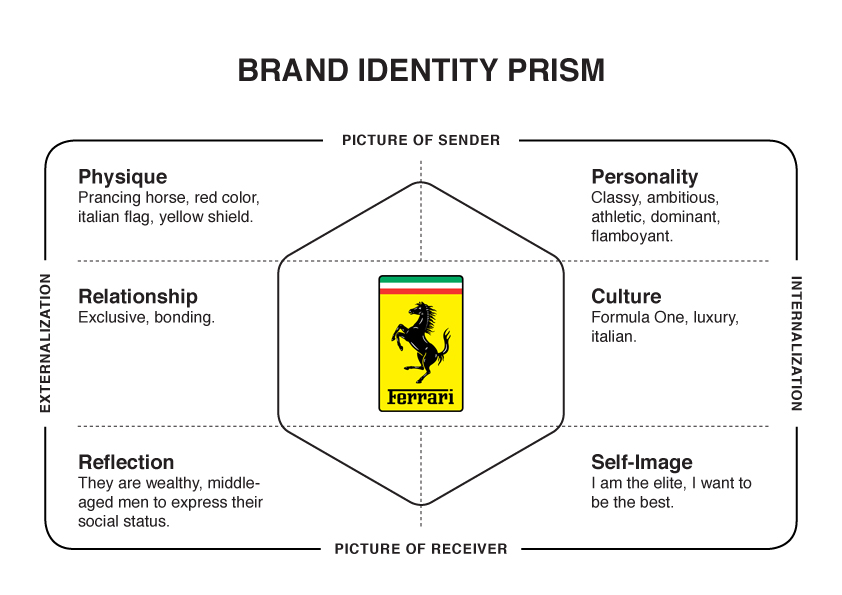 BRAND IDENTITY PRISM
PICTURE OF SENDER
Physique
Prancing horse, red color,
italian flag, yellow shield.
Personality
Classy, ambitious,
athletic, dominant,
flamboyant.
EXTERNALIZATION
Relationship
Exclusive, bonding.
Ferrari
Culture
Formula One, luxury,
italian.
INTERNALIZATION
Reflection
They are wealthy, middle-
aged men to express their
social status.
Self-Image
I am the elite, I want to
be the best.
PICTURE OF RECEIVER